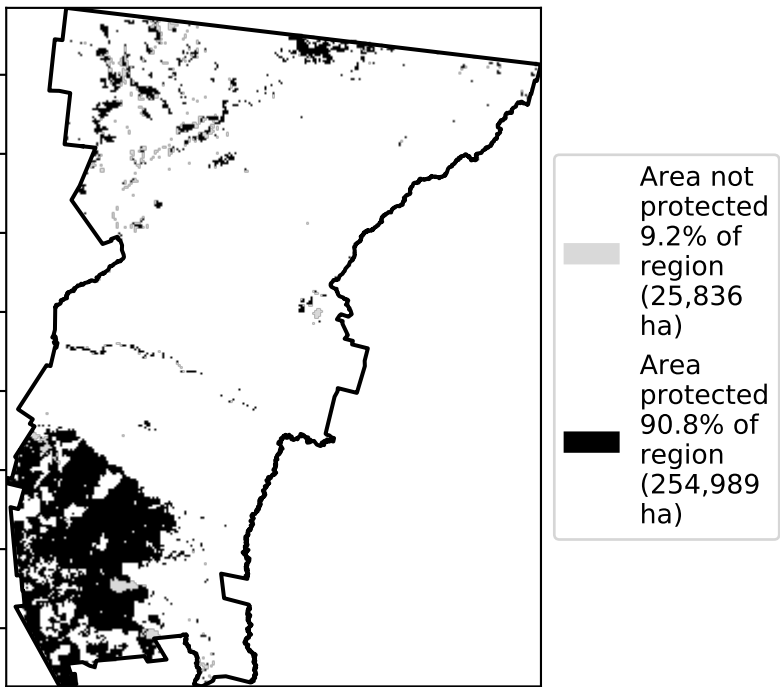 Area not
protected
9.2% of
region
(25,836
ha)
Area
protected
90.8% of
region
(254,989
ha)